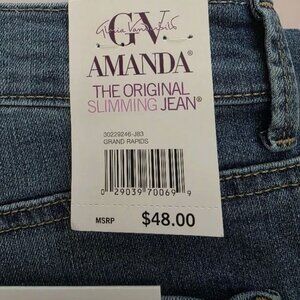 GV
Gloria Vanderbilt
AMANDA®
THE ORIGINAL
SLIMMING JEAN®
30229246-J83
GRAND RAPIDS
0 29039 70069 9
MSRP $48.00